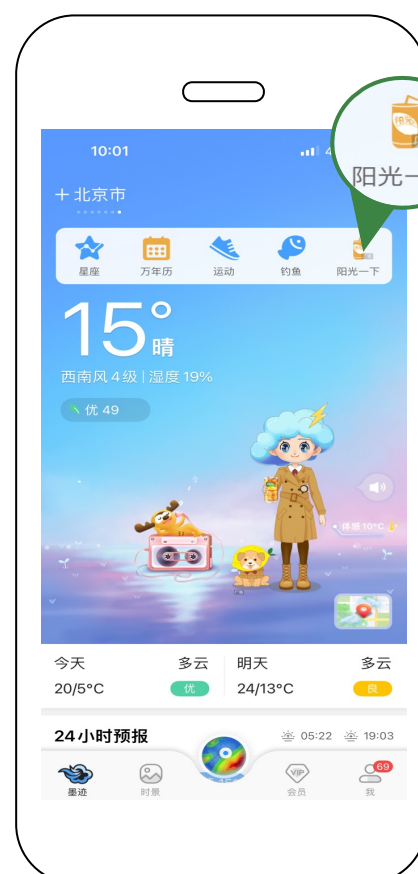 10:01
阳光一
+ 北京市
星座 万年历 运动 钓鱼 阳光一下
15°
晴
西南风4级 | 湿度 19%
优 49
体感 10°C
今天 多云 明天 多云
20/5°C 优 24/13°C 良
24小时预报 05:22 19:03
VIP 69
墨迹 时景 会员 我